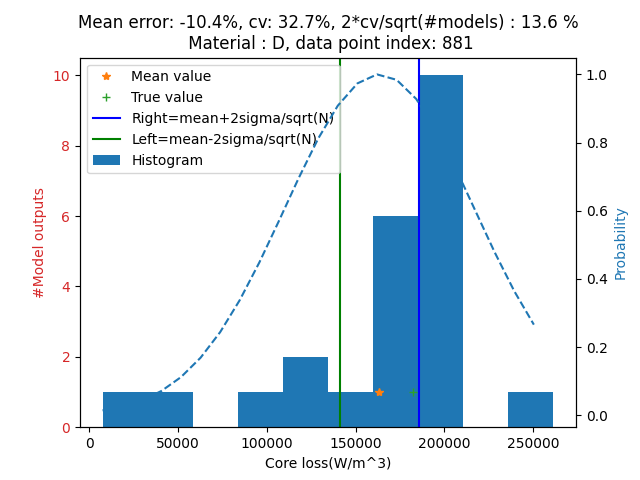 Mean error: -10.4%, cv: 32.7%, 2*cv/sqrt(#models) : 13.6 %
Material : D, data point index: 881
Mean value
True value
Right=mean+2sigma/sqrt(N)
Left=mean-2sigma/sqrt(N)
Histogram
#Model outputs
10
8
6
4
2
0
Probability
1.0
0.8
0.6
0.4
0.2
0.0
0 50000 100000 150000 200000 250000
Core loss(W/m^3)